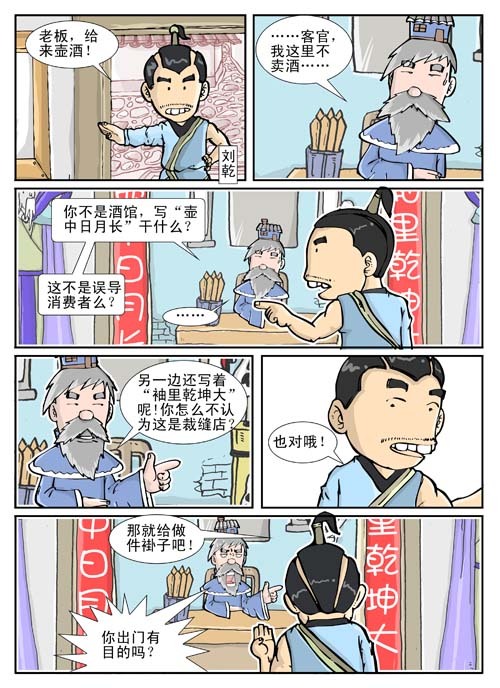 老板，给
来壶酒！
刘乾
……客官，
我这里不
卖酒……
你不是酒馆，写“壶
中日月长”干什么？
这不是误导
消费者么？
……
中日月长
里乾坤大
另一边还写着
“袖里乾坤大”
呢！你怎么不认
为这是裁缝店？
也对哦！
那就给做
件褂子吧！
你出门有
目的吗？
中日月
里乾坤大